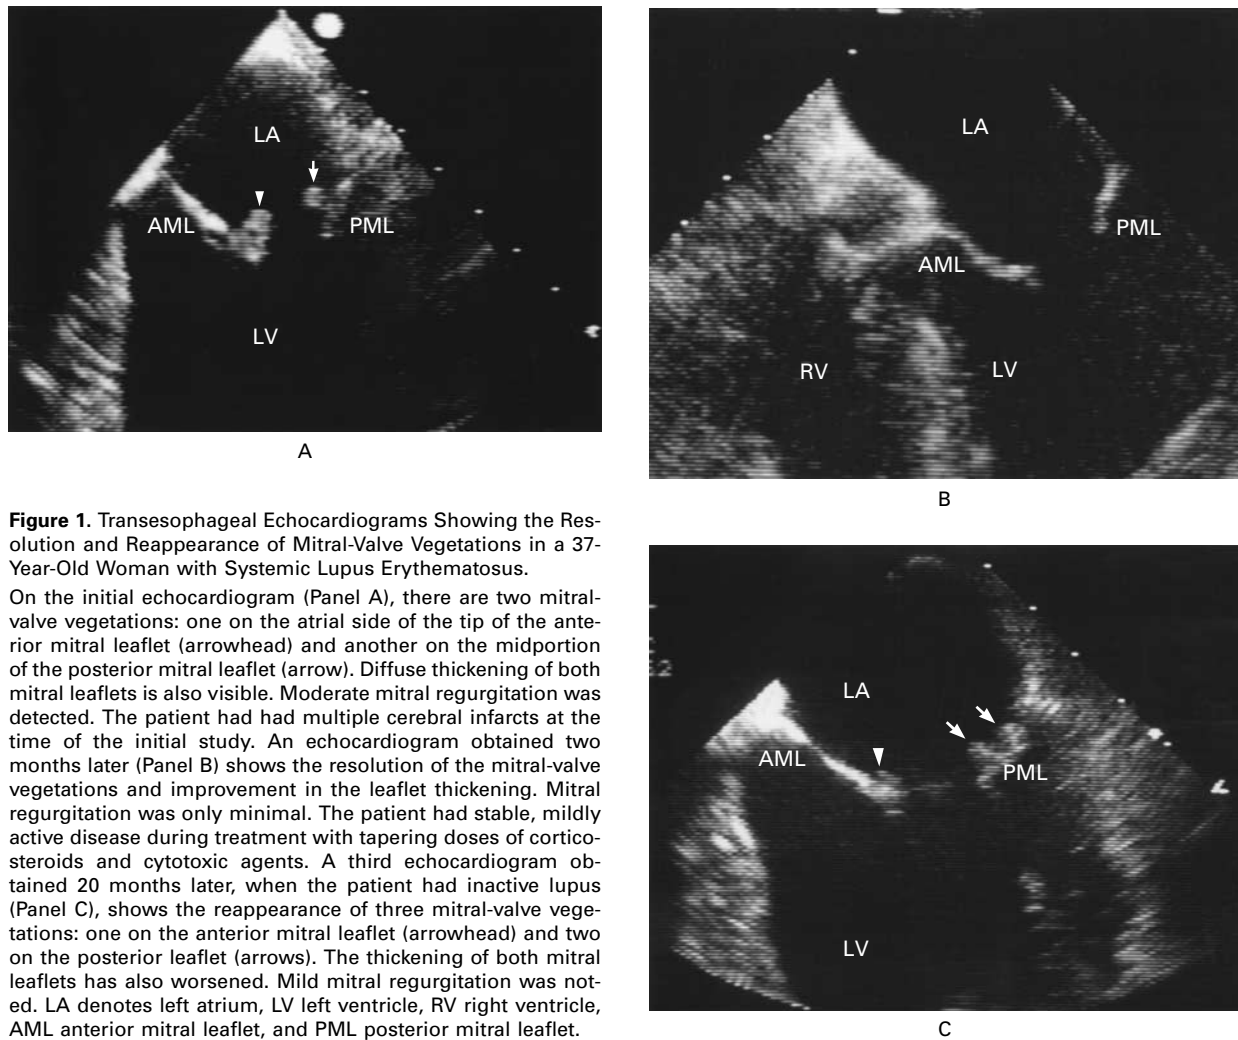 LA
AML
PML
LV
A
LA
PML
AML
RV
LV
B
Figure 1. Transesophageal Echocardiograms Showing the Res-
olution and Reappearance of Mitral-Valve Vegetations in a 37-
Year-Old Woman with Systemic Lupus Erythematosus.
On the initial echocardiogram (Panel A), there are two mitral-
valve vegetations: one on the atrial side of the tip of the ante-
rior mitral leaflet (arrowhead) and another on the midportion
of the posterior mitral leaflet (arrow). Diffuse thickening of both
mitral leaflets is also visible. Moderate mitral regurgitation was
detected. The patient had had multiple cerebral infarcts at the
time of the initial study. An echocardiogram obtained two
months later (Panel B) shows the resolution of the mitral-valve
vegetations and improvement in the leaflet thickening. Mitral
regurgitation was only minimal. The patient had stable, mildly
active disease during treatment with tapering doses of cortico-
steroids and cytotoxic agents. A third echocardiogram ob-
tained 20 months later, when the patient had inactive lupus
(Panel C), shows the reappearance of three mitral-valve vege-
tations: one on the anterior mitral leaflet (arrowhead) and two
on the posterior leaflet (arrows). The thickening of both mitral
leaflets has also worsened. Mild mitral regurgitation was not-
ed. LA denotes left atrium, LV left ventricle, RV right ventricle,
AML anterior mitral leaflet, and PML posterior mitral leaflet.
LA
AML
PML
LV
C